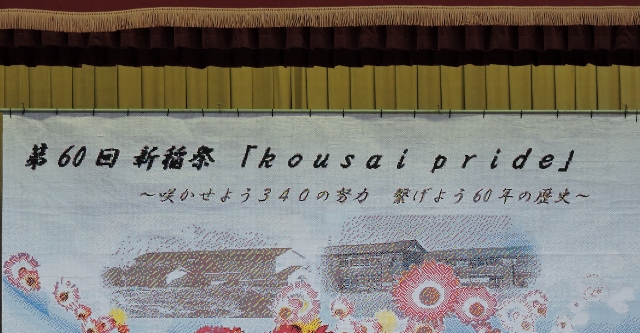 第60回 新稲祭 「kousai pride」
～咲かせよう340の努力 繋げよう60年の歴史～